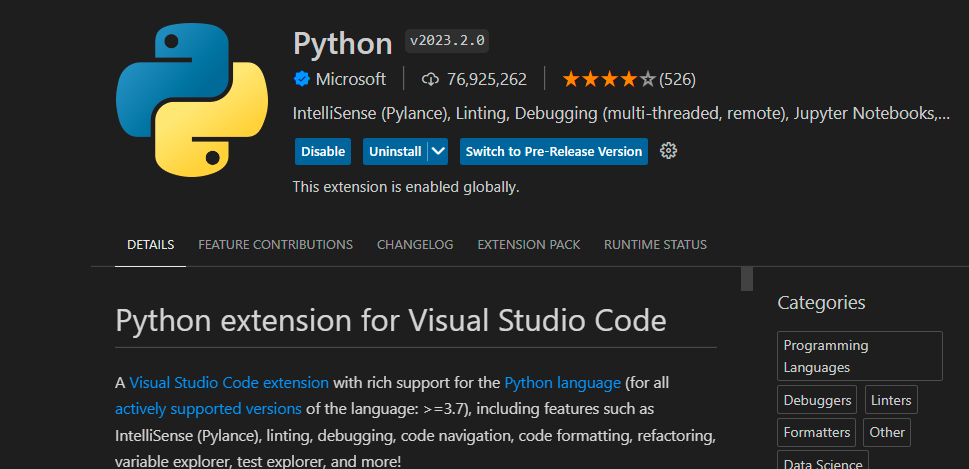 Python v2023.2.0
Microsoft 76,925,262 (526)
IntelliSense (Pylance), Linting, Debugging (multi-threaded, remote), Jupyter Notebooks,...
Disable Uninstall Switch to Pre-Release Version
This extension is enabled globally.
DETAILS FEATURE CONTRIBUTIONS CHANGELOG EXTENSION PACK RUNTIME STATUS
Python extension for Visual Studio Code
A Visual Studio Code extension with rich support for the Python language (for all
actively supported versions of the language: >=3.7), including features such as
IntelliSense (Pylance), linting, debugging, code navigation, code formatting, refactoring,
variable explorer, test explorer, and more!
Categories
Programming
Languages
Debuggers Linters
Formatters Other
Data Science